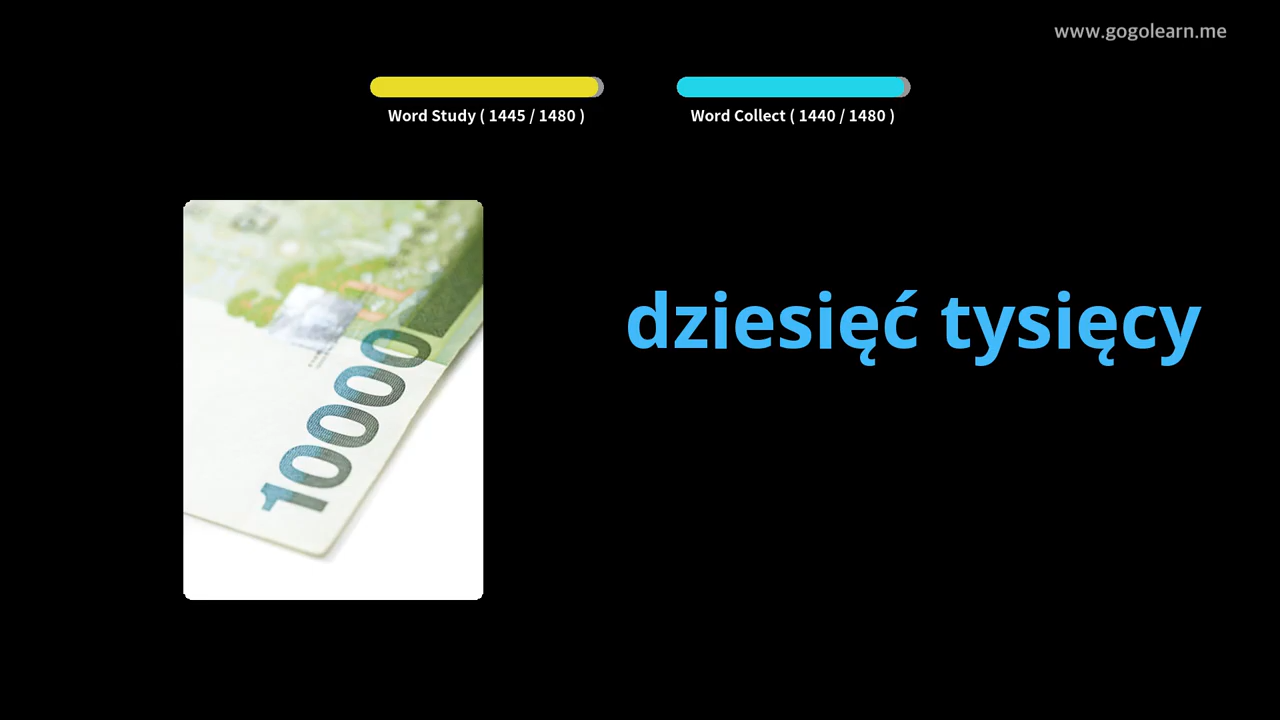 www.gogolearn.me
Word Study ( 1445 / 1480 )
Word Collect ( 1440 / 1480 )
dziesięć tysięcy
10000